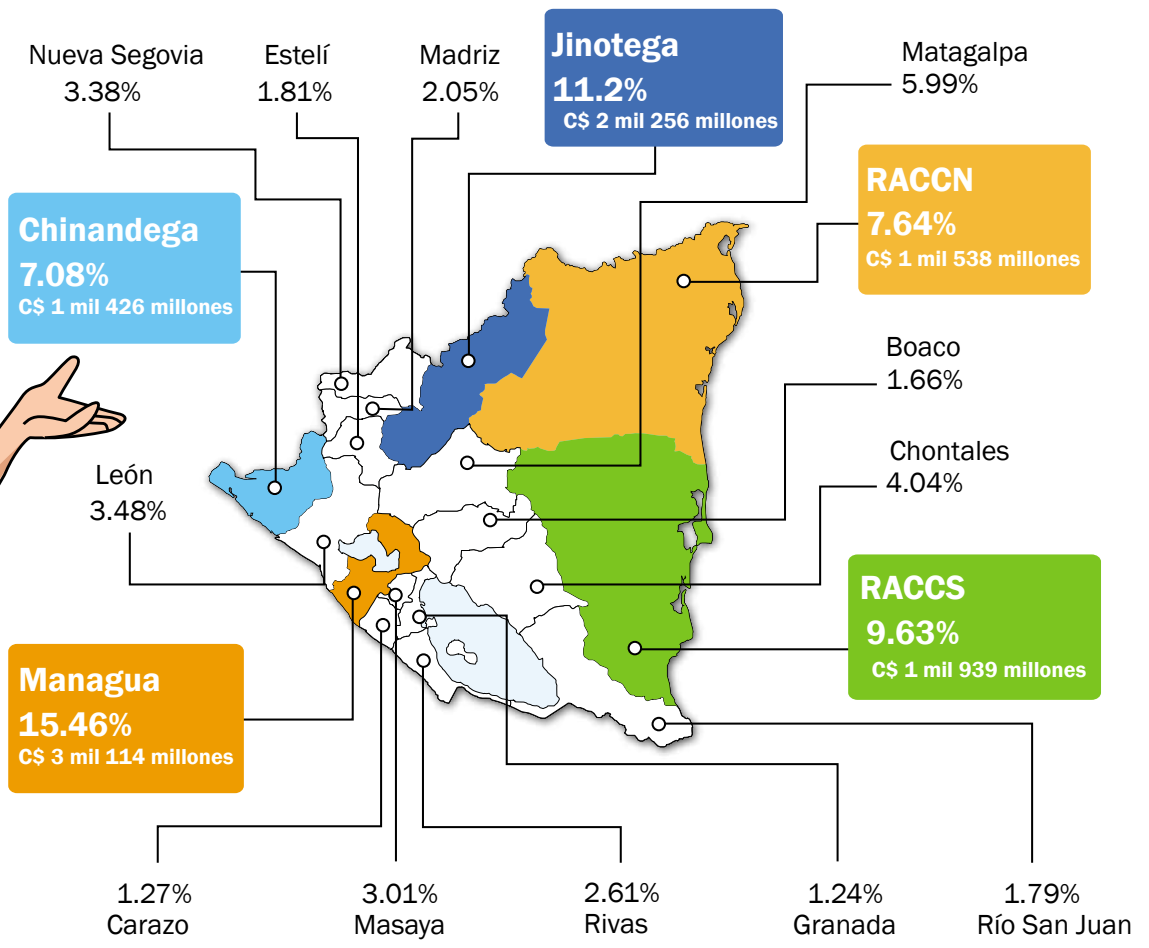 Nueva Segovia
3.38%
Estelí
1.81%
Madriz
2.05%
Jinotega
11.2%
C$ 2 mil 256 millones
Matagalpa
5.99%
RACCN
7.64%
C$ 1 mil 538 millones
Chinandega
7.08%
C$ 1 mil 426 millones
Boaco
1.66%
Chontales
4.04%
León
3.48%
RACCS
9.63%
C$ 1 mil 939 millones
Managua
15.46%
C$ 3 mil 114 millones
1.27%
Carazo
3.01%
Masaya
2.61%
Rivas
1.24%
Granada
1.79%
Río San Juan